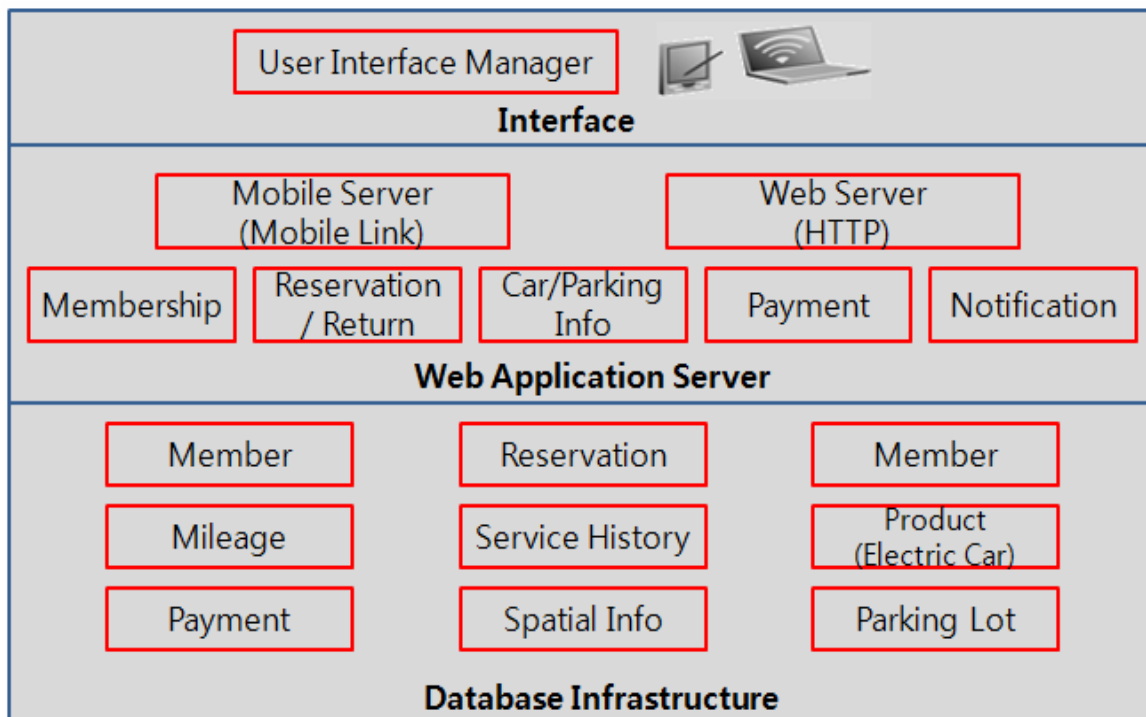 User Interface Manager
Interface
Mobile Server
(Mobile Link)
Web Server
(HTTP)
Membership
Reservation
/ Return
Car/Parking
Info
Payment
Notification
Web Application Server
Member
Reservation
Member
Mileage
Service History
Product
(Electric Car)
Payment
Spatial Info
Parking Lot
Database Infrastructure